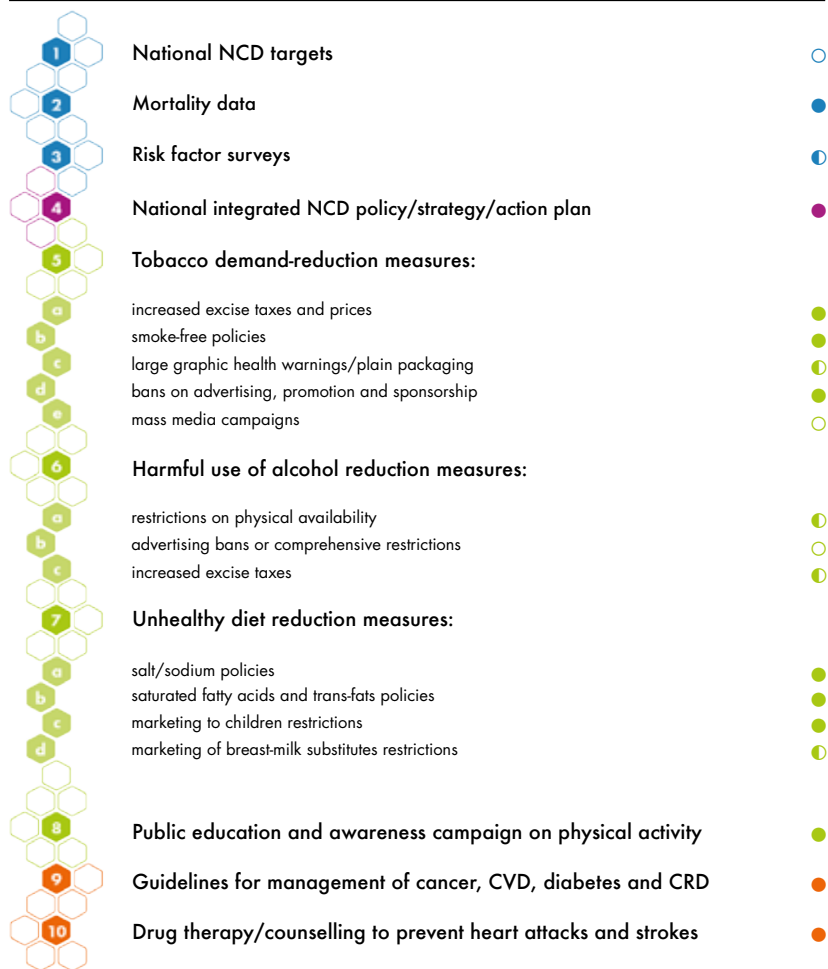 1 National NCD targets ○
2 Mortality data ●
3 Risk factor surveys ◐
4 National integrated NCD policy/strategy/action plan ●
5 Tobacco demand-reduction measures:
a increased excise taxes and prices ●
b smoke-free policies ●
c large graphic health warnings/plain packaging ◐
d bans on advertising, promotion and sponsorship ●
e mass media campaigns ○
6 Harmful use of alcohol reduction measures:
a restrictions on physical availability ◐
b advertising bans or comprehensive restrictions ○
c increased excise taxes ◐
7 Unhealthy diet reduction measures:
a salt/sodium policies ●
b saturated fatty acids and trans-fats policies ●
c marketing to children restrictions ●
d marketing of breast-milk substitutes restrictions ◐
8 Public education and awareness campaign on physical activity ●
9 Guidelines for management of cancer, CVD, diabetes and CRD ●
10 Drug therapy/counselling to prevent heart attacks and strokes ●